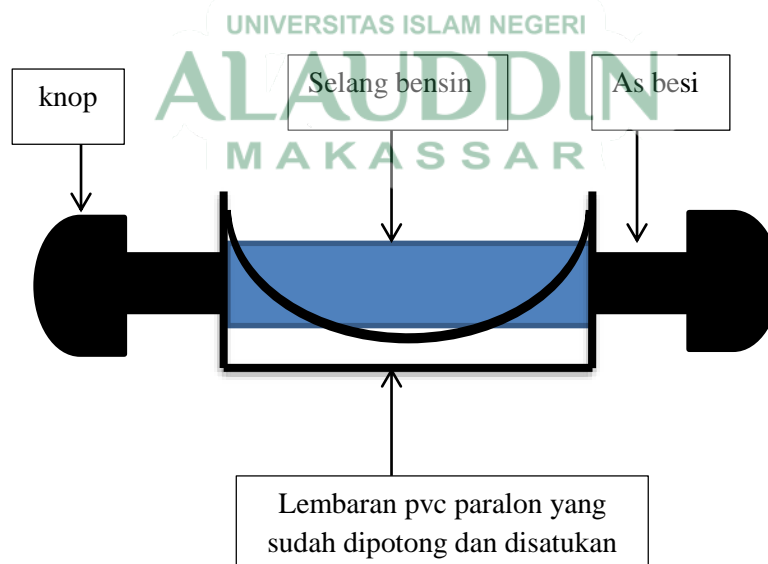 UNIVERSITAS ISLAM NEGERI
ALAUDDIN
MAKASSAR
knop
Selang bensin
As besi
Lembaran pvc paralon yang
sudah dipotong dan disatukan